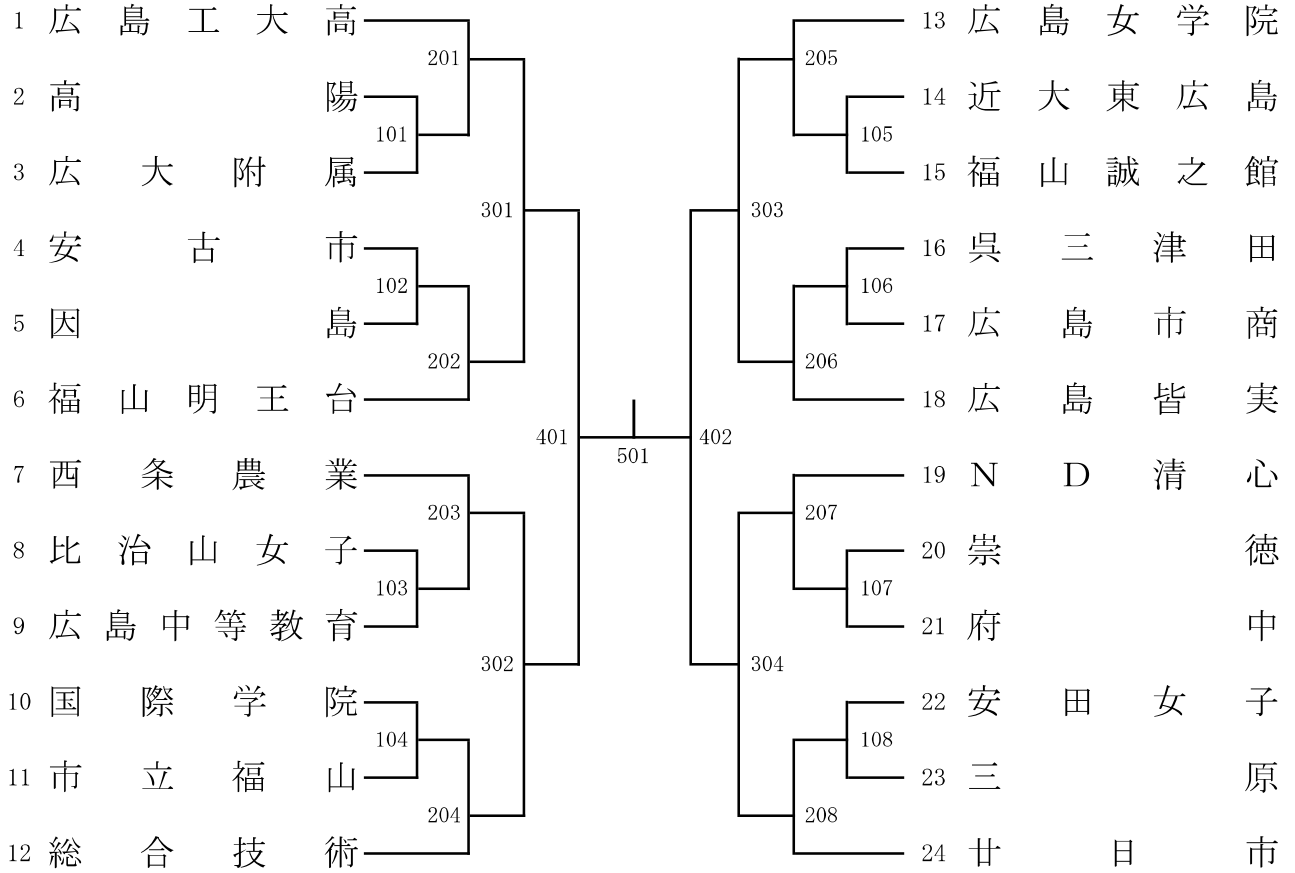 1 広島工大高
201
2 高陽
101
3 広大附属
301
4 安古市
102
5 因島
202
6 福山明王台
401
7 西条農業
203
8 比治山女子
103
9 広島中等教育
302
10 国際学院
104
11 市立福山
204
12 総合技術
501
13 広島女学院
205
14 近大東広島
105
15 福山誠之館
303
16 呉三津田
106
17 広島市商
206
18 広島皆実
402
19 ND清心
207
20 崇徳
107
21 府中
304
22 安田女子
108
23 三原
208
24 廿日市